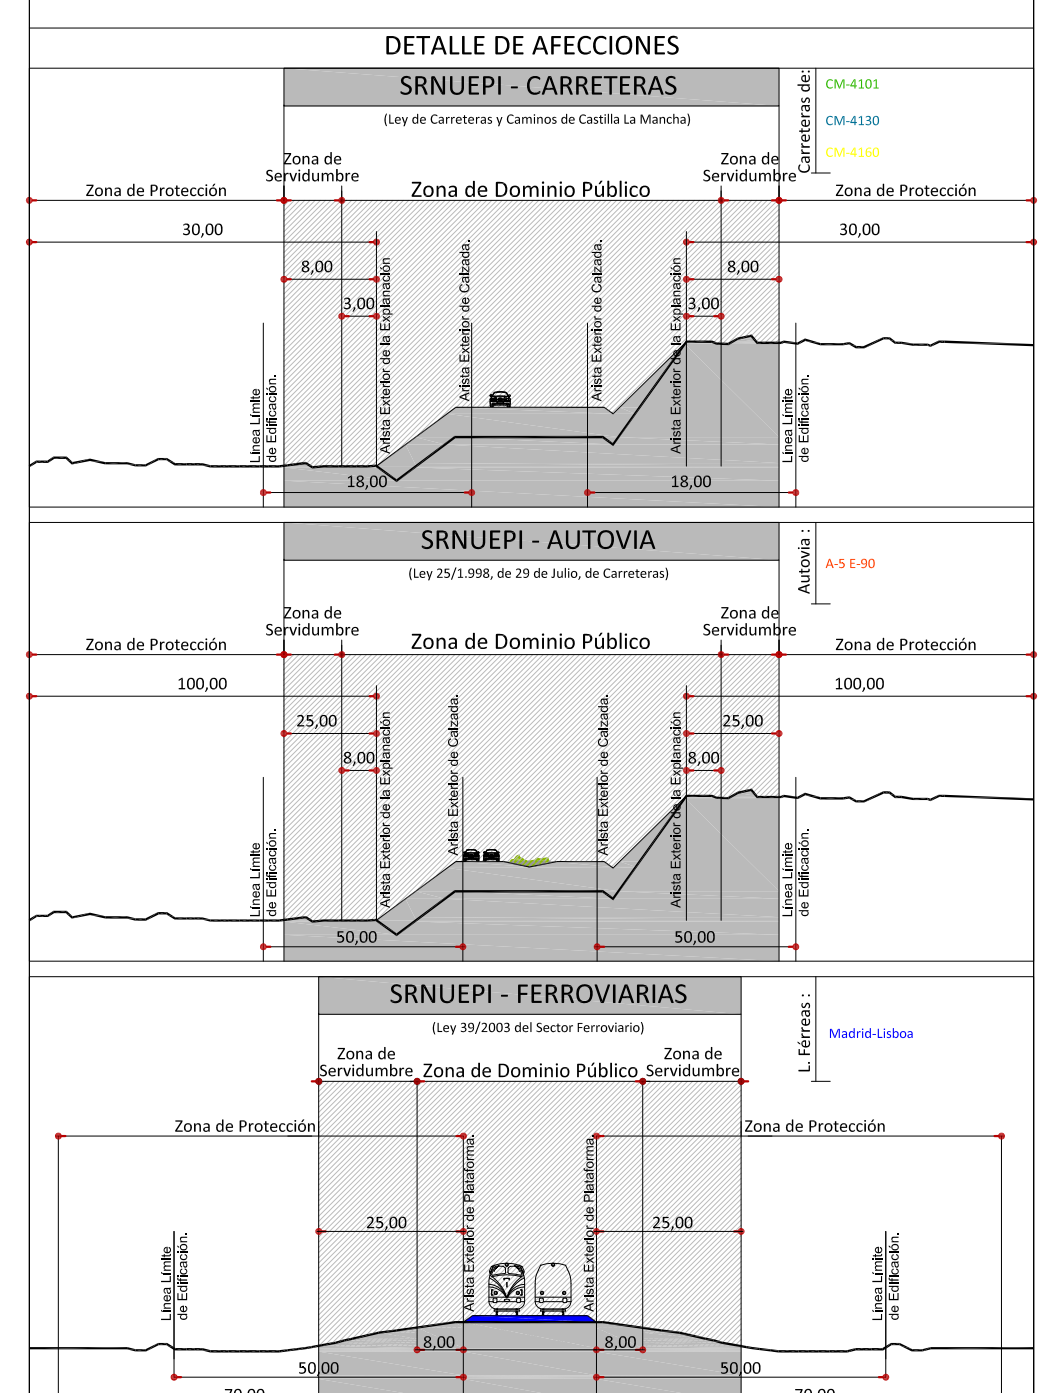 DETALLE DE AFECCIONES
SRNUEPI - CARRETERAS
(Ley de Carreteras y Caminos de Castilla La Mancha)
Carreteras de:
CM-4101
CM-4130
CM-4160
Zona de
Servidumbre
Zona de
Servidumbre
Zona de Protección
Zona de Dominio Público
Zona de Protección
30,00
30,00
8,00
8,00
3,00
3,00
Línea Límite
de Edificación.
Arista Exterior de la Explanación
Arista Exterior de Calzada.
Arista Exterior de Calzada.
Arista Exterior de la Explanación
Línea Límite
de Edificación.
18,00
18,00
SRNUEPI - AUTOVIA
(Ley 25/1.998, de 29 de Julio, de Carreteras)
Autovia :
A-5 E-90
Zona de
Servidumbre
Zona de
Servidumbre
Zona de Protección
Zona de Dominio Público
Zona de Protección
100,00
100,00
25,00
25,00
8,00
8,00
Línea Límite
de Edificación.
Arista Exterior de la Explanación
Arista Exterior de Calzada.
Arista Exterior de Calzada.
Arista Exterior de la Explanación
Línea Límite
de Edificación.
50,00
50,00
SRNUEPI - FERROVIARIAS
(Ley 39/2003 del Sector Ferroviario)
L. Férreas :
Madrid-Lisboa
Zona de
Servidumbre
Zona de Dominio Público
Zona de
Servidumbre
Zona de Protección
Zona de Protección
25,00
25,00
Línea Límite
de Edificación.
Arista Exterior de Plataforma.
Arista Exterior de Plataforma.
Línea Límite
de Edificación.
8,00
8,00
50,00
50,00
70,00
70,00